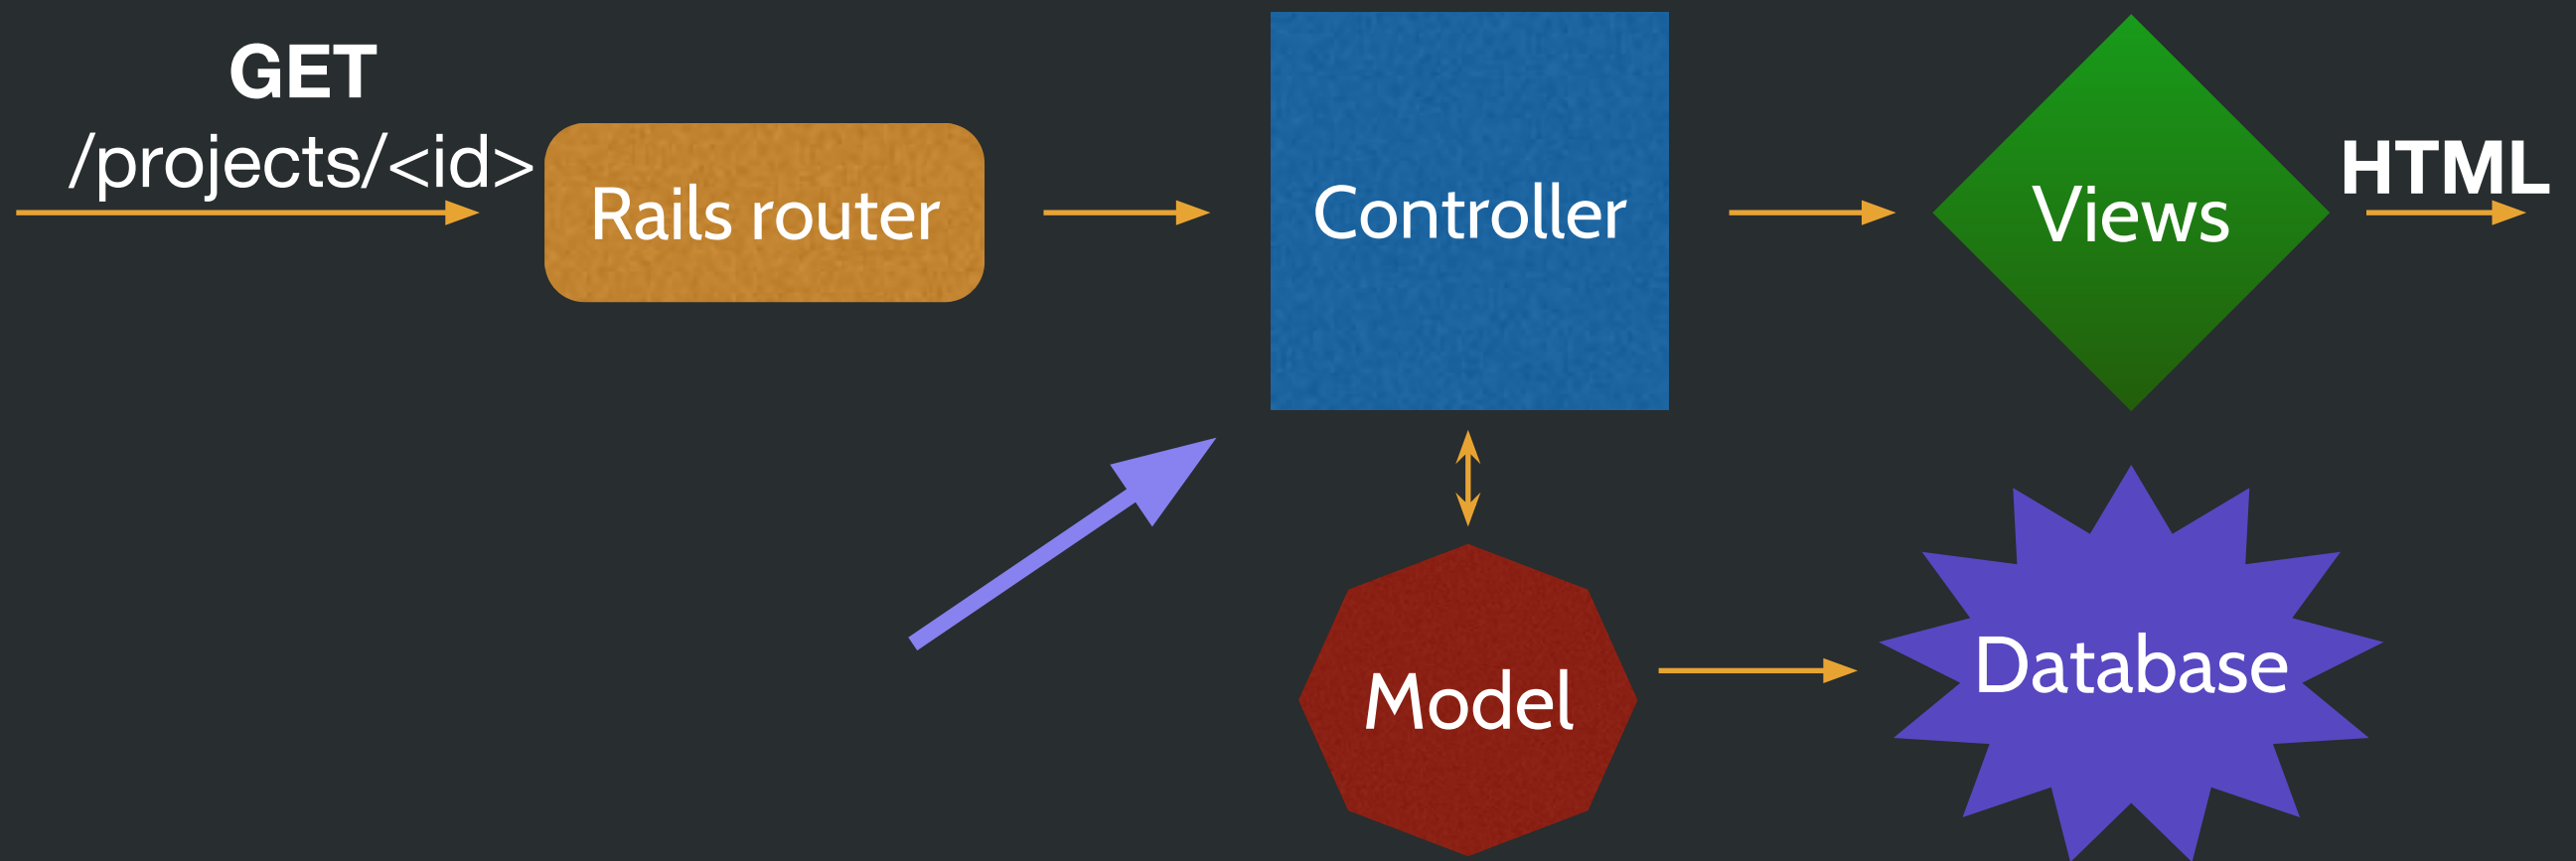 GET
/projects/<id>
Rails router
Controller
Views
HTML
Model
Database